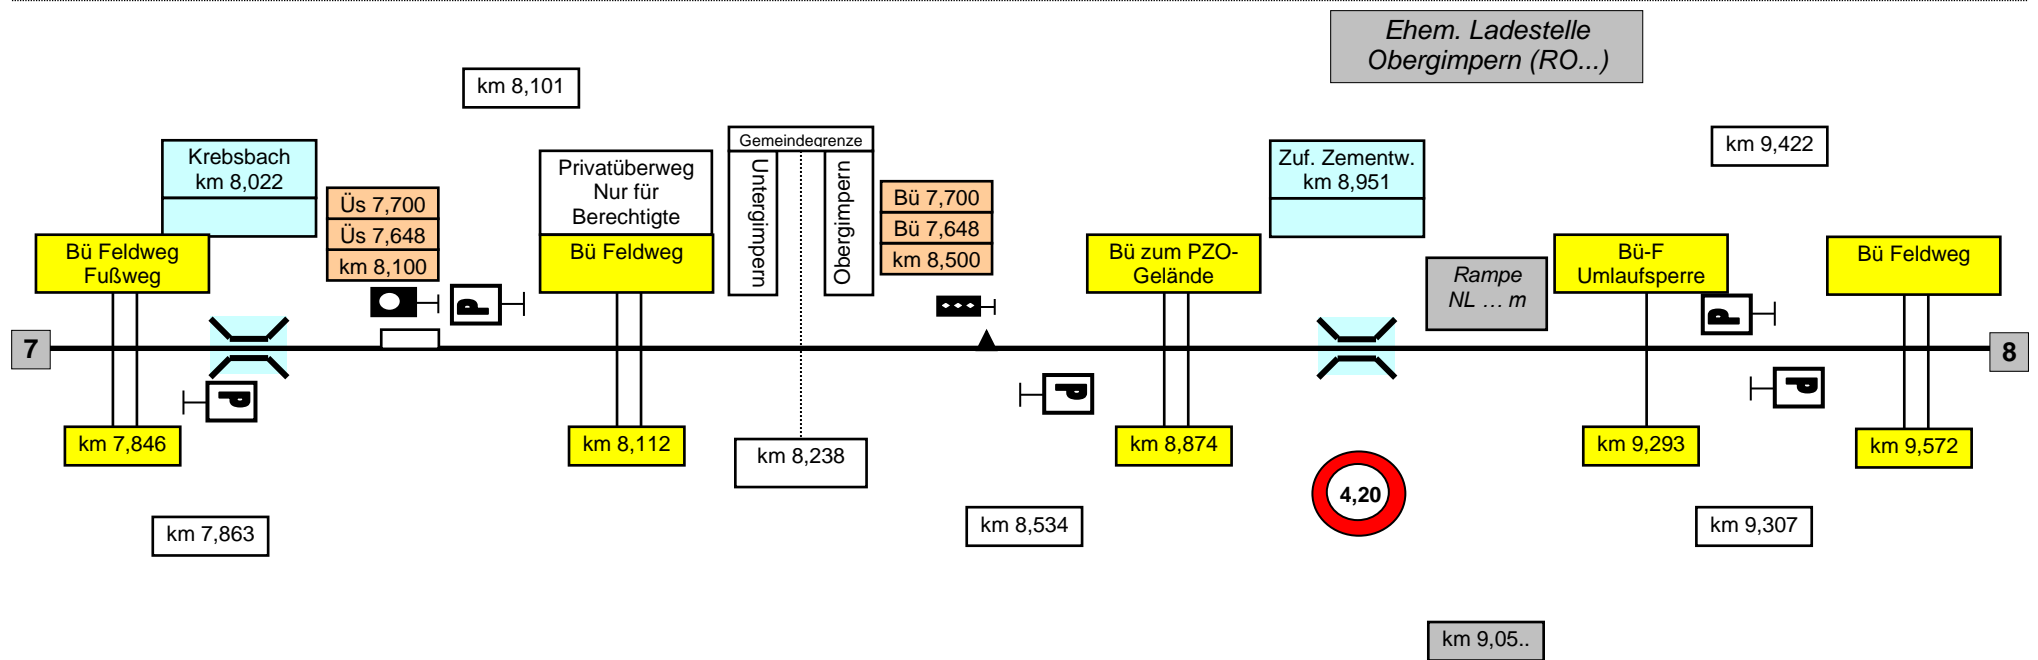 Ehem. Ladestelle
Obergimpern (RO...)
km 8,101
Krebsbach
km 8,022
Üs 7,700
Üs 7,648
km 8,100
Privatüberweg
Nur für
Berechtigte
Gemeindegrenze
Untergimpern
Obergimpern
Bü 7,700
Bü 7,648
km 8,500
Zuf. Zementw.
km 8,951
km 9,422
Bü Feldweg
Fußweg
Bü Feldweg
Bü zum PZO-
Gelände
Rampe
NL ... m
Bü-F
Umlaufsperre
Bü Feldweg
P
P
7
8
P
P
P
km 7,846
km 8,112
km 8,238
km 8,874
4,20
km 9,293
km 9,572
km 7,863
km 8,534
km 9,307
km 9,05..